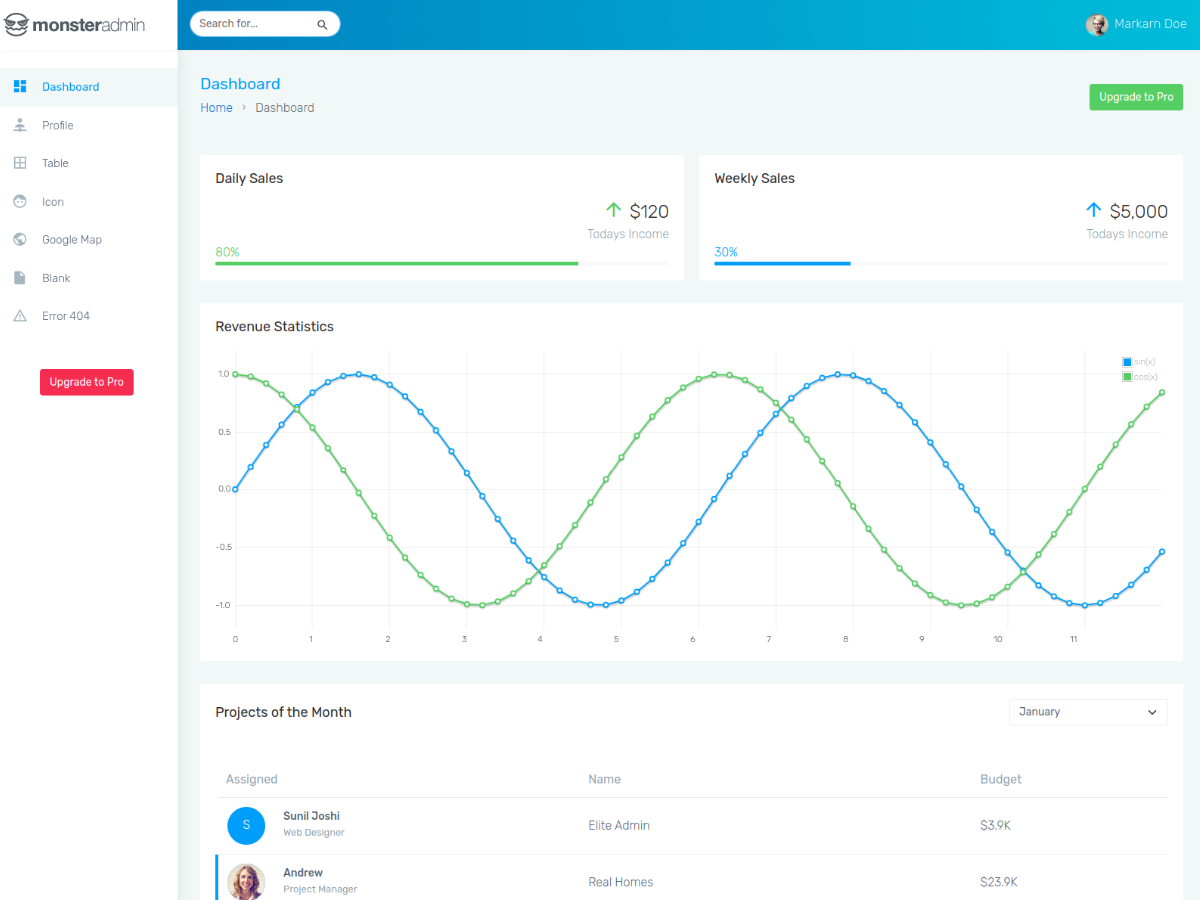 monsteradmin
Search for...
Markarn Doe
Dashboard
Profile
Table
Icon
Google Map
Blank
Error 404
Upgrade to Pro
Dashboard
Home > Dashboard
Upgrade to Pro
Daily Sales
$120
Todays Income
80%
Weekly Sales
$5,000
Todays Income
30%
Revenue Statistics
sin(x)
cos(x)
1.0
0.5
0.0
-0.5
-1.0
0 1 2 3 4 5 6 7 8 9 10 11
Projects of the Month
January
Assigned Name Budget
S
Sunil Joshi
Web Designer
Elite Admin
$3.9K
Andrew
Project Manager
Real Homes
$23.9K